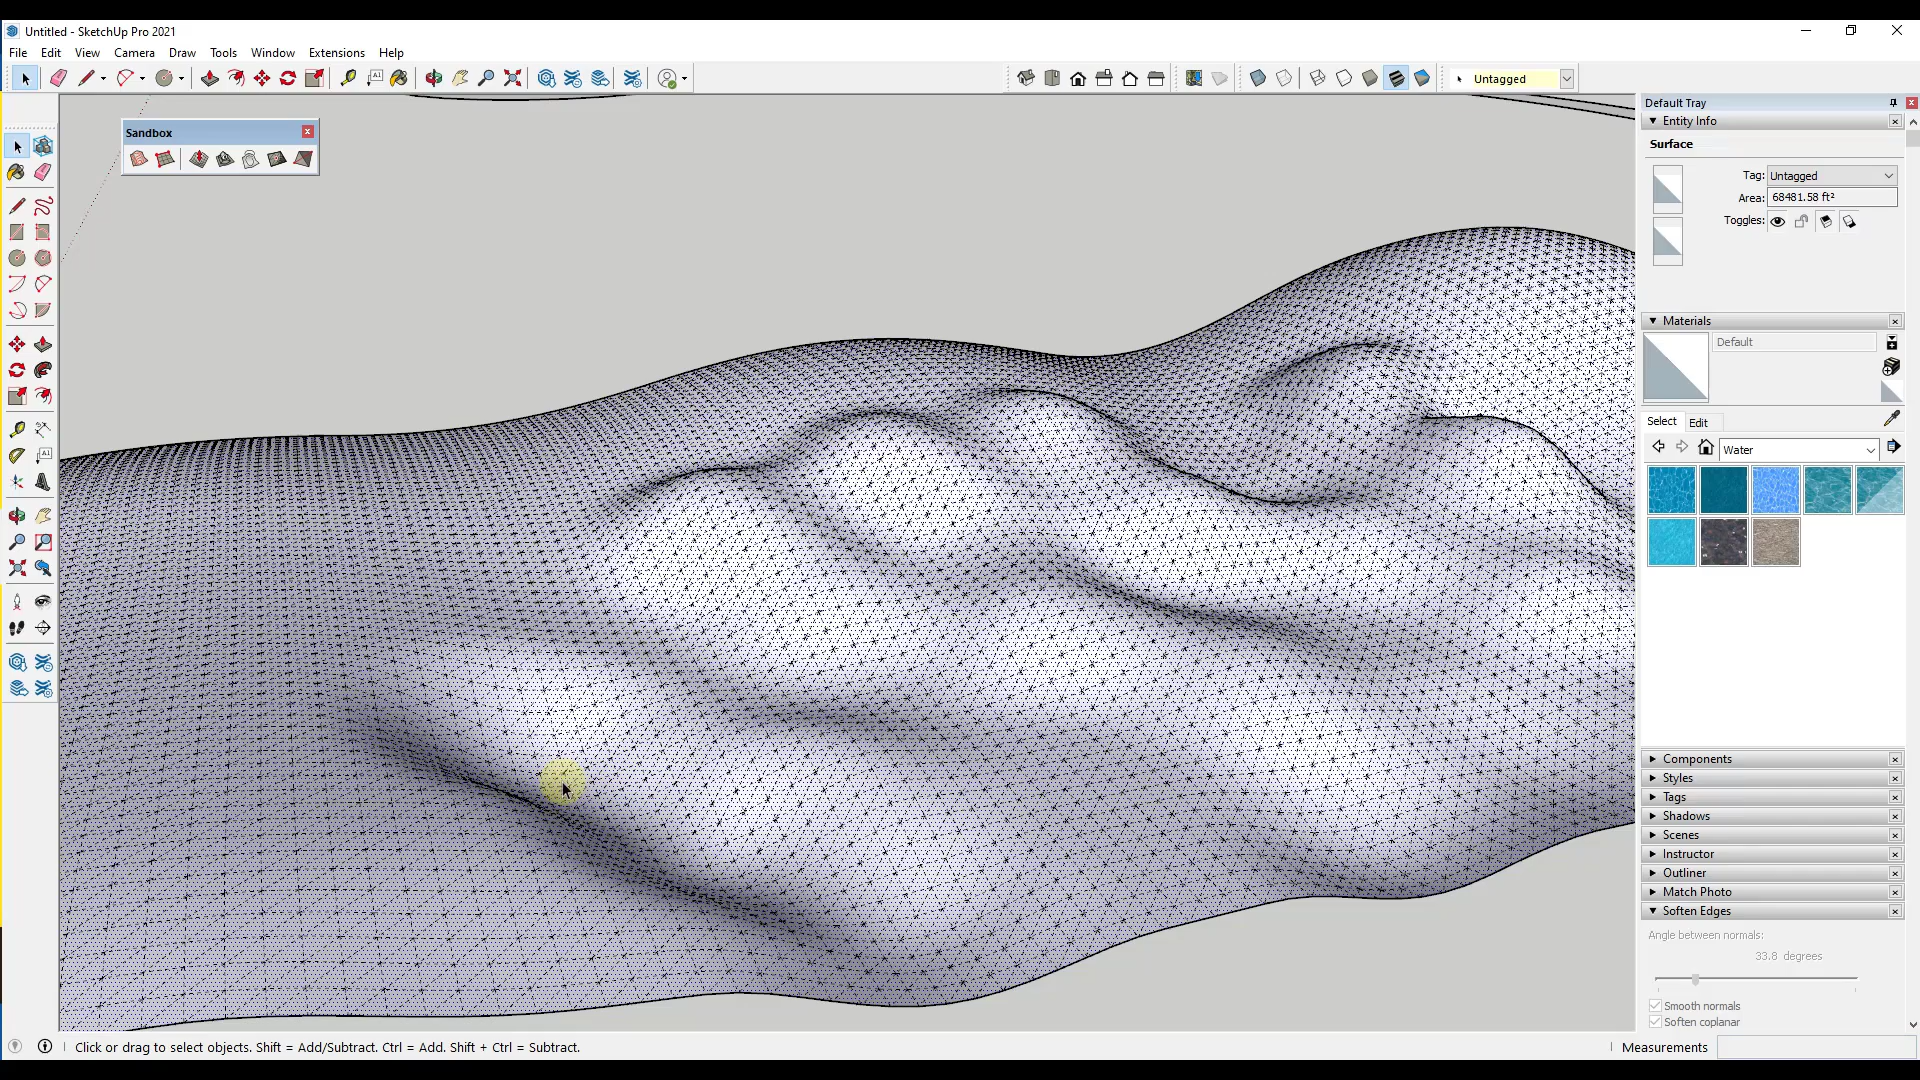 Untitled - SketchUp Pro 2021
File Edit View Camera Draw Tools Window Extensions Help
Untagged
Sandbox
Default Tray
Entity Info
Surface
Tag: Untagged
Area: 68481.58 ft²
Toggles:
Materials
Default
Select Edit
Water
Components
Styles
Tags
Shadows
Scenes
Instructor
Outliner
Match Photo
Soften Edges
Angle between normals:
33.8 degrees
Smooth normals
Soften coplanar
Click or drag to select objects. Shift = Add/Subtract. Ctrl = Add. Shift + Ctrl = Subtract.
Measurements